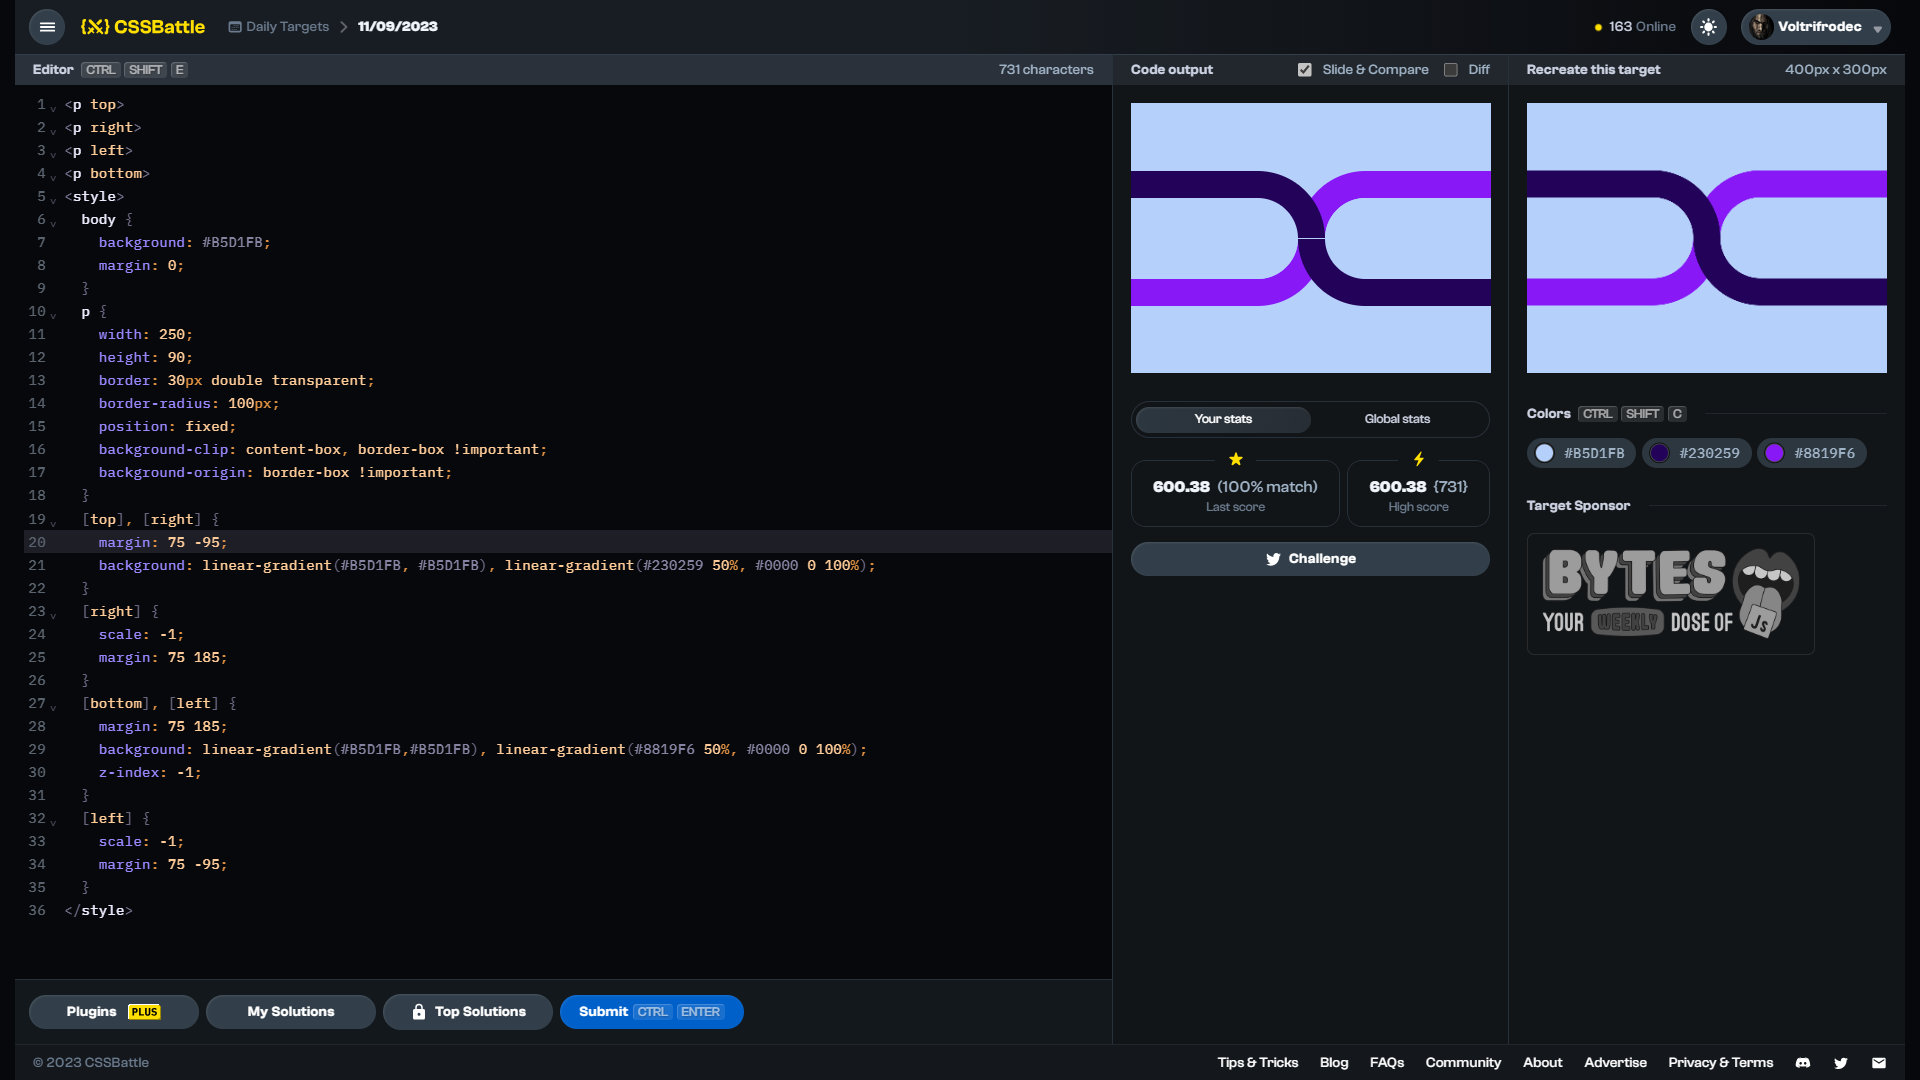 CSSBattle
Daily Targets
11/09/2023
163 Online
Voltrifrodec
Editor CTRL SHIFT E
731 characters
Code output
Slide & Compare
Diff
Recreate this target
400px x 300px
1 <p top>
2 <p right>
3 <p left>
4 <p bottom>
5 <style>
6 body {
7 background: #B5D1FB;
8 margin: 0;
9 }
10 p {
11 width: 250;
12 height: 90;
13 border: 30px double transparent;
14 border-radius: 100px;
15 position: fixed;
16 background-clip: content-box, border-box !important;
17 background-origin: border-box !important;
18 }
19 [top], [right] {
20 margin: 75 -95;
21 background: linear-gradient(#B5D1FB, #B5D1FB), linear-gradient(#230259 50%, #0000 0 100%);
22 }
23 [right] {
24 scale: -1;
25 margin: 75 185;
26 }
27 [bottom], [left] {
28 margin: 75 185;
29 background: linear-gradient(#B5D1FB,#B5D1FB), linear-gradient(#8819F6 50%, #0000 0 100%);
30 z-index: -1;
31 }
32 [left] {
33 scale: -1;
34 margin: 75 -95;
35 }
36 </style>
Your stats
Global stats
600.38 (100% match)
Last score
600.38 {731}
High score
Challenge
Colors CTRL SHIFT C
#B5D1FB
#230259
#8819F6
Target Sponsor
BYTES
YOUR WEEKLY DOSE OF
JS
Plugins PLUS
My Solutions
Top Solutions
Submit CTRL ENTER
© 2023 CSSBattle
Tips & Tricks
Blog
FAQs
Community
About
Advertise
Privacy & Terms